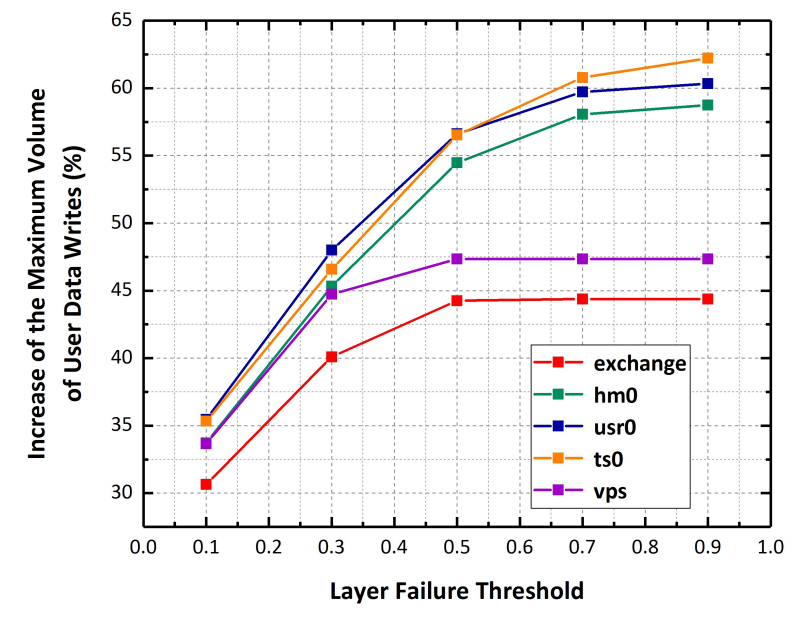 Increase of the Maximum Volume
of User Data Writes (%)
65
60
55
50
45
40
35
30
exchange
hm0
usr0
ts0
vps
0.0 0.1 0.2 0.3 0.4 0.5 0.6 0.7 0.8 0.9 1.0
Layer Failure Threshold